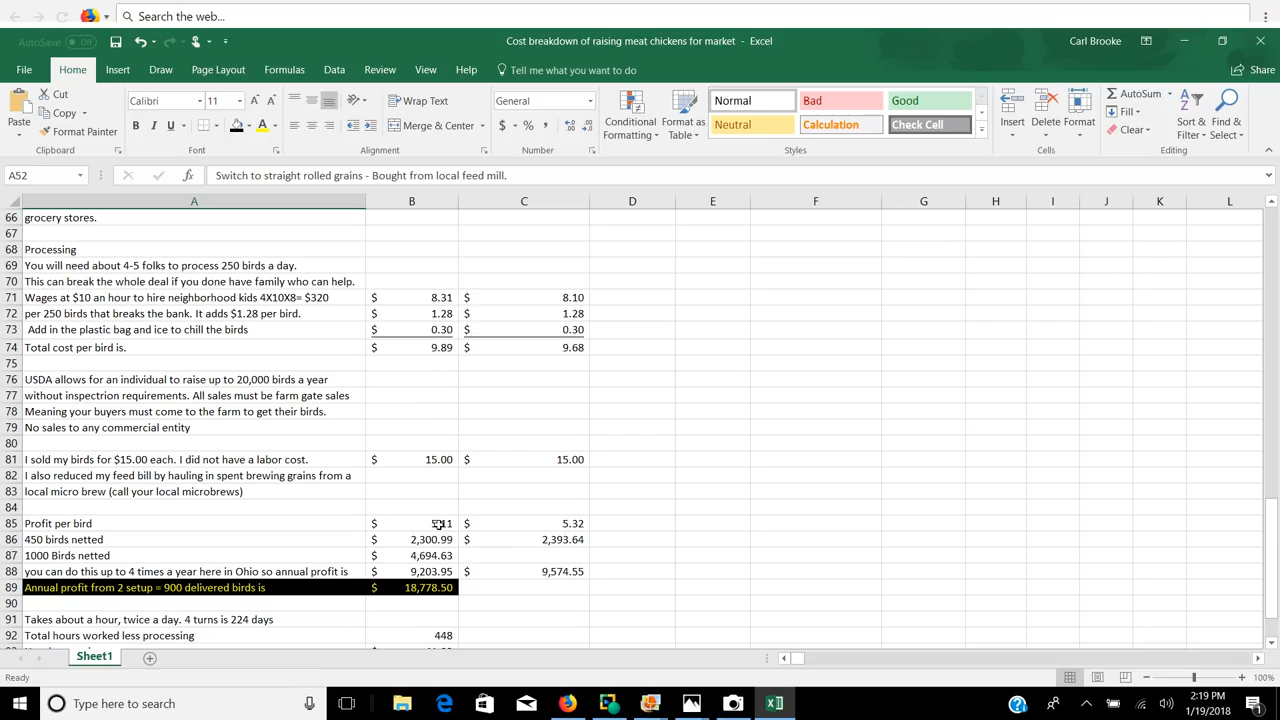 Search the web...
AutoSave Off
Cost breakdown of raising meat chickens for market - Excel
Carl Brooke
File Home Insert Draw Page Layout Formulas Data Review View Help Tell me what you want to do Share
Paste Cut Copy Format Painter Clipboard
Calibri 11 B I U A Font
Wrap Text Merge & Center Alignment
General $ % , Number
Conditional Formatting Format as Table
Normal Bad Good
Neutral Calculation Check Cell
Styles
Insert Delete Format Cells
AutoSum Fill Clear Sort & Filter Find & Select Editing
A52 fx Switch to straight rolled grains - Bought from local feed mill.
A B C D E F G H I J K L
66 grocery stores.
67
68 Processing
69 You will need about 4-5 folks to process 250 birds a day.
70 This can break the whole deal if you done have family who can help.
71 Wages at $10 an hour to hire neighborhood kids 4X10X8= $320 $ 8.31 $ 8.10
72 per 250 birds that breaks the bank. It adds $1.28 per bird. $ 1.28 $ 1.28
73 Add in the plastic bag and ice to chill the birds $ 0.30 $ 0.30
74 Total cost per bird is. $ 9.89 $ 9.68
75
76 USDA allows for an individual to raise up to 20,000 birds a year
77 without inspectrion requirements. All sales must be farm gate sales
78 Meaning your buyers must come to the farm to get their birds.
79 No sales to any commercial entity
80
81 I sold my birds for $15.00 each. I did not have a labor cost. $ 15.00 $ 15.00
82 I also reduced my feed bill by hauling in spent brewing grains from a
83 local micro brew (call your local microbrews)
84
85 Profit per bird $ 5.11 $ 5.32
86 450 birds netted $ 2,300.99 $ 2,393.64
87 1000 Birds netted $ 4,694.63
88 you can do this up to 4 times a year here in Ohio so annual profit is $ 9,203.95 $ 9,574.55
89 Annual profit from 2 setup = 900 delivered birds is $ 18,778.50
90
91 Takes about a hour, twice a day. 4 turns is 224 days
92 Total hours worked less processing 448
Sheet1
Ready 100%
Type here to search
2:19 PM
1/19/2018